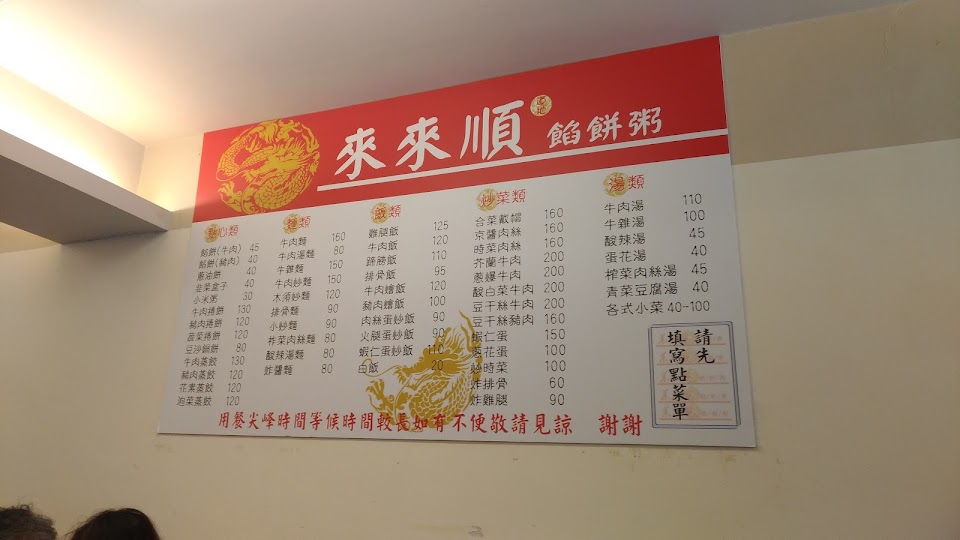 來來順 餡餅粥
點心類
餡餅(牛肉) 45
餡餅(豬肉) 40
蔥油餅 40
韭菜盒子 40
小米粥 30
牛肉捲餅 130
豬肉捲餅 120
蔬菜捲餅 100
豆沙鍋餅 80
牛肉蒸餃 130
豬肉蒸餃 120
花素蒸餃 120
泡菜蒸餃 120
麵類
牛肉麵 160
牛肉湯麵 80
牛雜麵 150
牛肉炒麵 150
木須炒麵 120
排骨麵 90
小炒麵 90
榨菜肉絲麵 80
酸辣湯麵 80
炸醬麵 80
飯類
雞腿飯 125
牛肉飯 120
蹄膀飯 110
排骨飯 95
牛肉燴飯 120
豬肉燴飯 100
肉絲蛋炒飯 90
火腿蛋炒飯 90
蝦仁蛋炒飯 110
白飯 20
炒菜類
合菜戴帽 160
京醬肉絲 160
時菜肉絲 160
芥蘭牛肉 200
蔥爆牛肉 200
酸白菜牛肉 200
豆干絲牛肉 200
豆干絲豬肉 160
蝦仁蛋 150
蔥花蛋 100
炒時菜 100
炸排骨 60
炸雞腿 90
湯類
牛肉湯 110
牛雜湯 100
酸辣湯 45
蛋花湯 40
榨菜肉絲湯 45
青菜豆腐湯 40
各式小菜 40-100
請先
填寫點菜單
用餐尖峰時間等候時間較長如有不便敬請見諒 謝謝